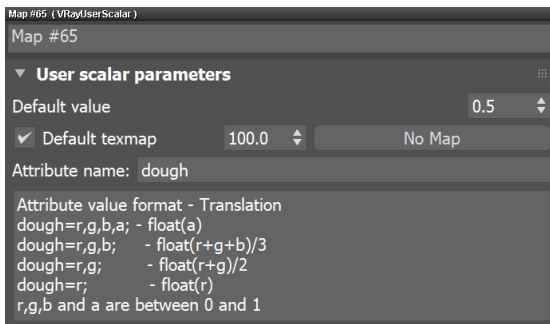 Map #65 ( VRayUserScalar )
Map #65
User scalar parameters
Default value 0.5
Default texmap 100.0 No Map
Attribute name: dough
Attribute value format - Translation
dough=r,g,b,a; - float(a)
dough=r,g,b; - float(r+g+b)/3
dough=r,g; - float(r+g)/2
dough=r; - float(r)
r,g,b and a are between 0 and 1